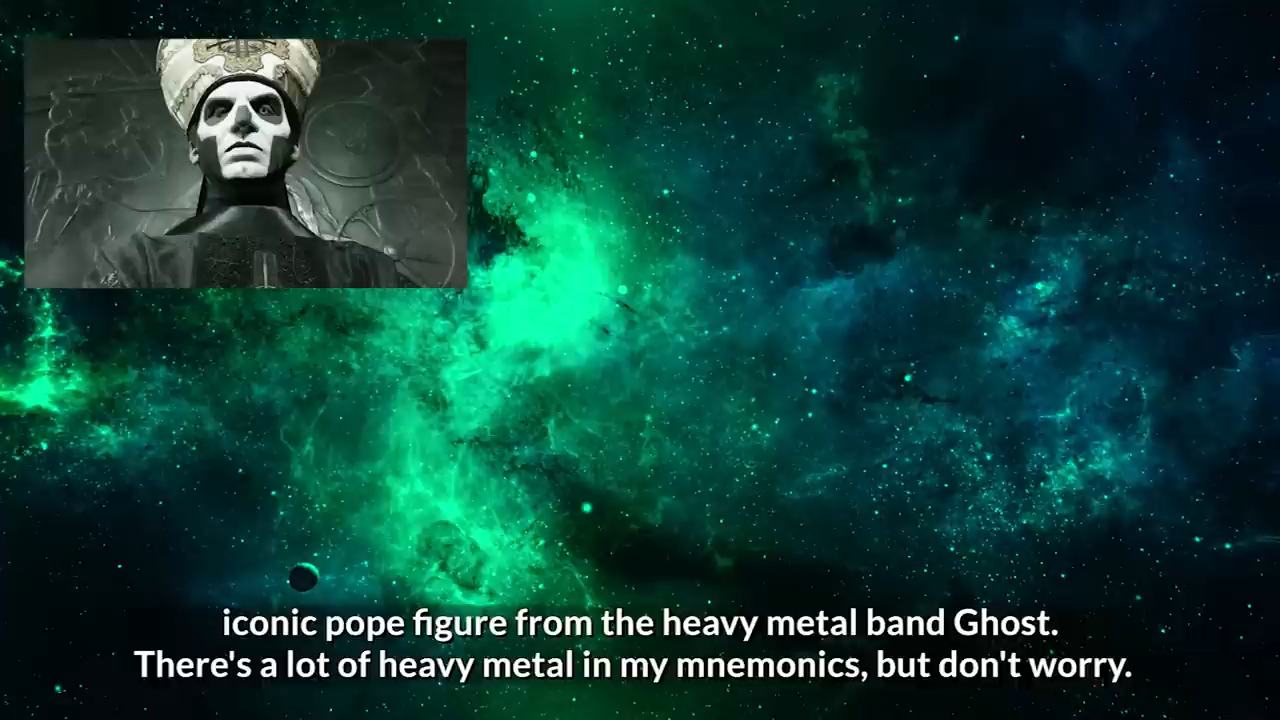 iconic pope figure from the heavy metal band Ghost.
There's a lot of heavy metal in my mnemonics, but don't worry.